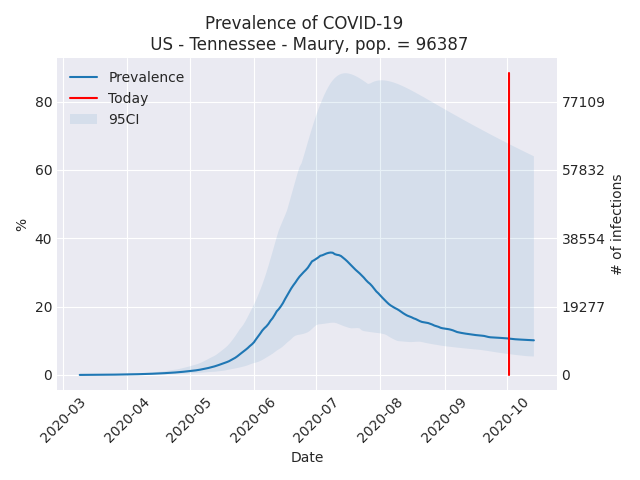 Prevalence of COVID-19
US - Tennessee - Maury, pop. = 96387
Prevalence
Today
95CI
80
60
40
20
0
%
77109
57832
38554
19277
0
# of infections
2020-03
2020-04
2020-05
2020-06
2020-07
2020-08
2020-09
2020-10
Date